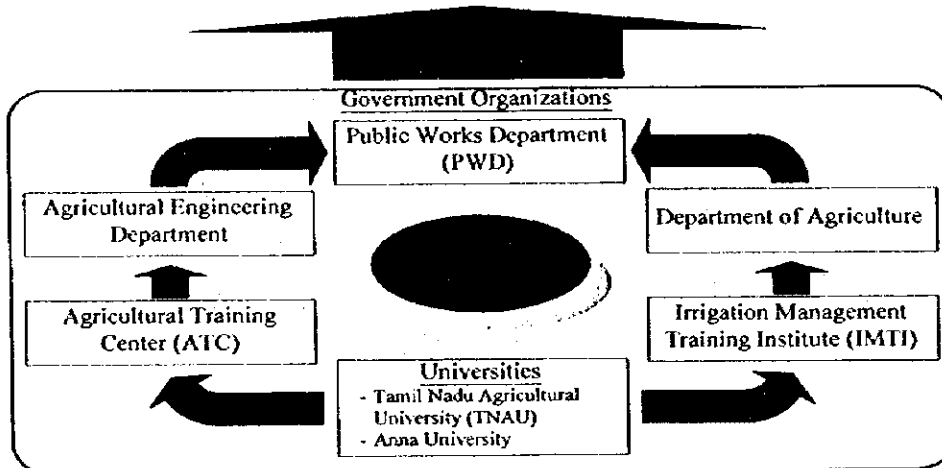 Government Organizations
Public Works Department
(PWD)
Agricultural Engineering
Department
Department of Agriculture
Agricultural Training
Center (ATC)
Irrigation Management
Training Institute (IMTI)
Universities
- Tamil Nadu Agricultural
University (TNAU)
- Anna University